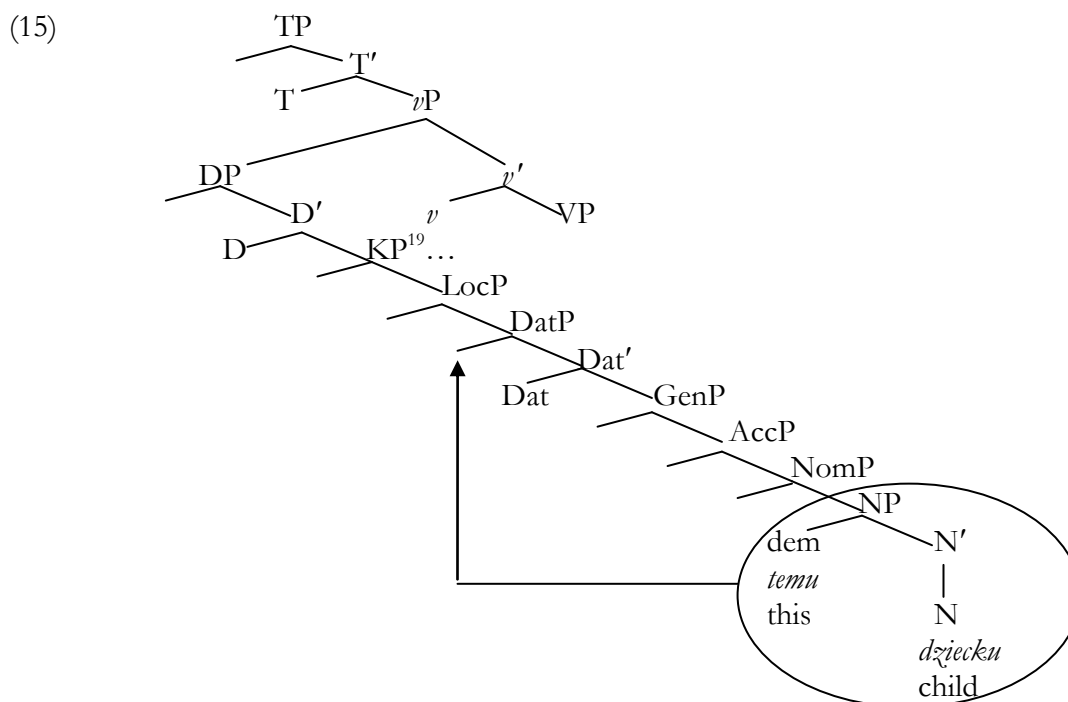 (15)
TP
T′
T vP
DP v′
D′ v VP
D KP19…
LocP
DatP
Dat′
Dat GenP
AccP
NomP
NP
dem N′
temu
this N
dziecku
child